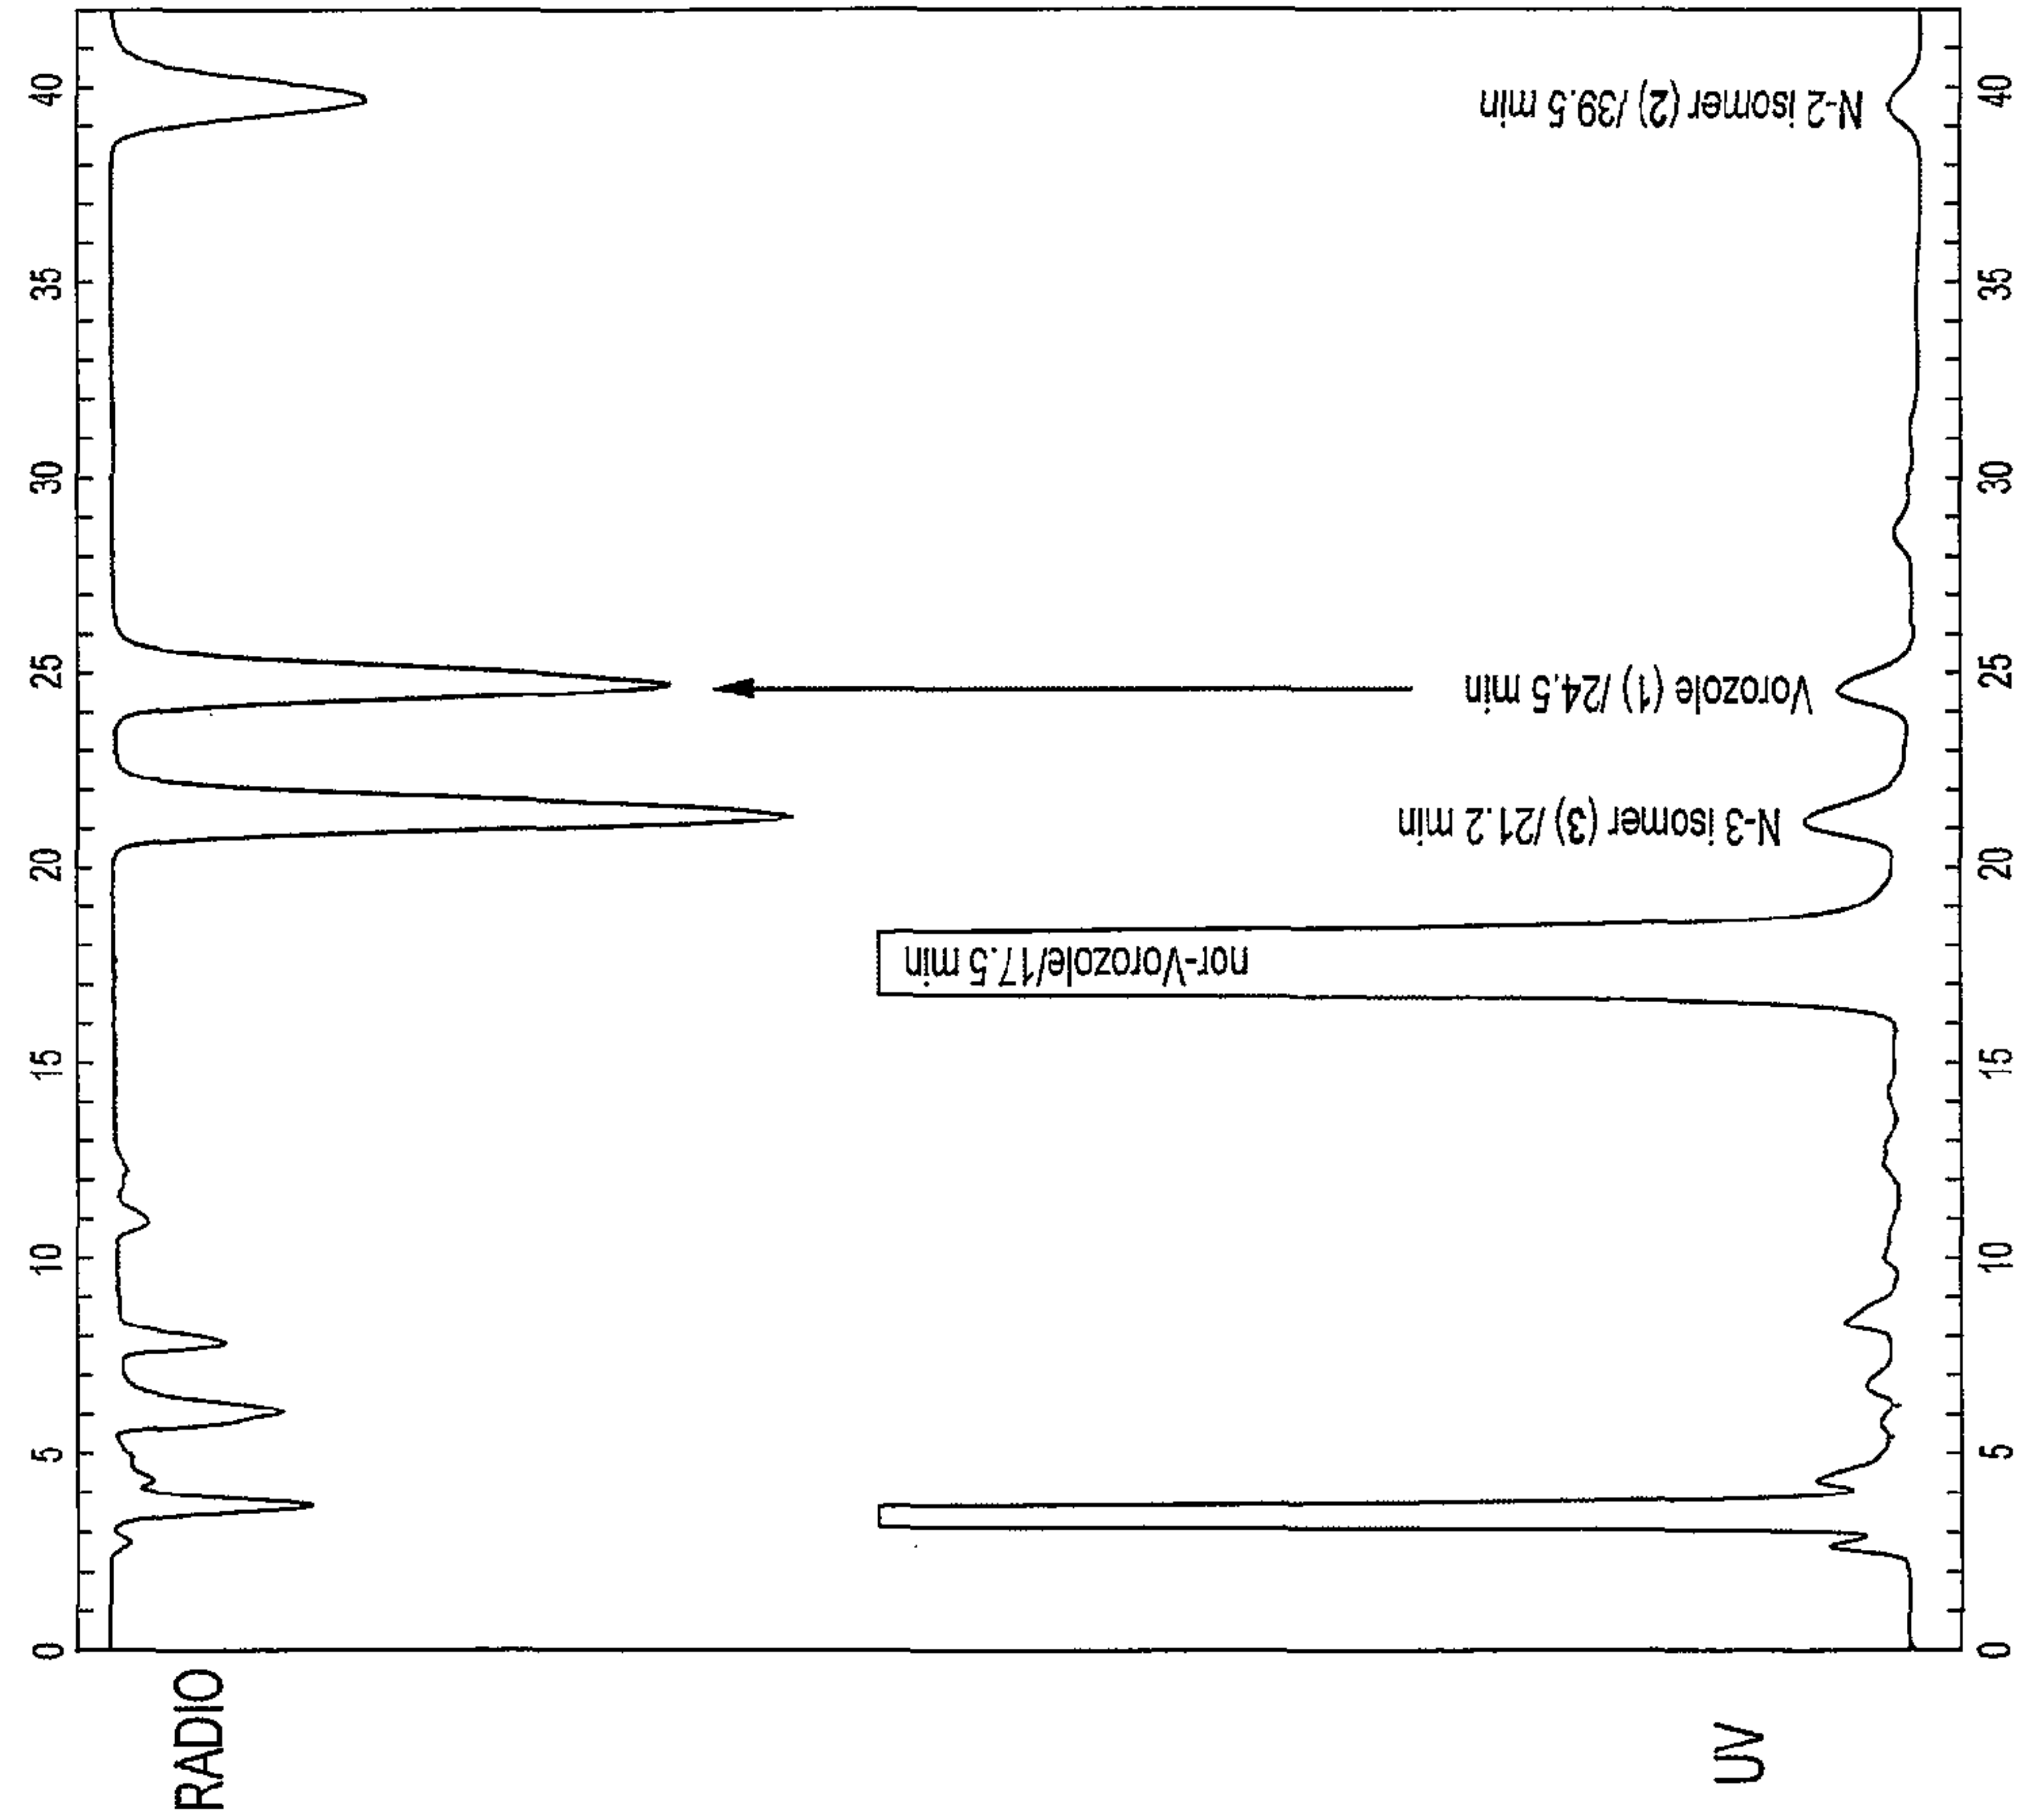 RADIO
0 5 10 15 20 25 30 35 40
nor-Vorozole/17.5 min
N-3 isomer (3) /21.2 min
Vorozole (1) /24.5 min
N-2 isomer (2) /39.5 min
UV
0 5 10 15 20 25 30 35 40